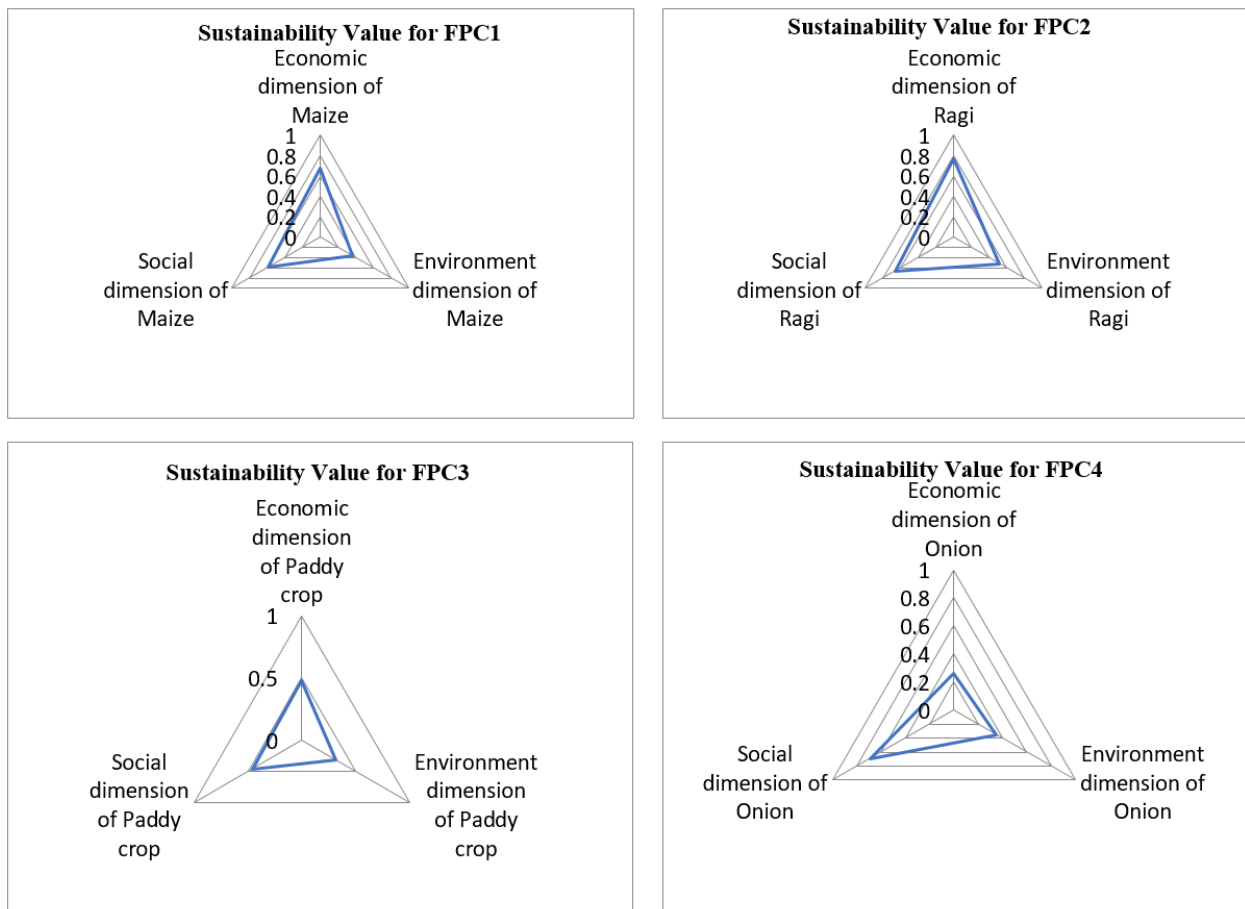 Sustainability Value for FPC1
Economic
dimension of
Maize
1
0.8
0.6
0.4
0.2
0
Social
dimension of
Maize
Environment
dimension of
Maize
Sustainability Value for FPC2
Economic
dimension of
Ragi
1
0.8
0.6
0.4
0.2
0
Social
dimension of
Ragi
Environment
dimension of
Ragi
Sustainability Value for FPC3
Economic
dimension
of Paddy
crop
1
0.5
0
Social
dimension
of Paddy
crop
Environment
dimension
of Paddy
crop
Sustainability Value for FPC4
Economic
dimension of
Onion
1
0.8
0.6
0.4
0.2
0
Social
dimension of
Onion
Environment
dimension of
Onion